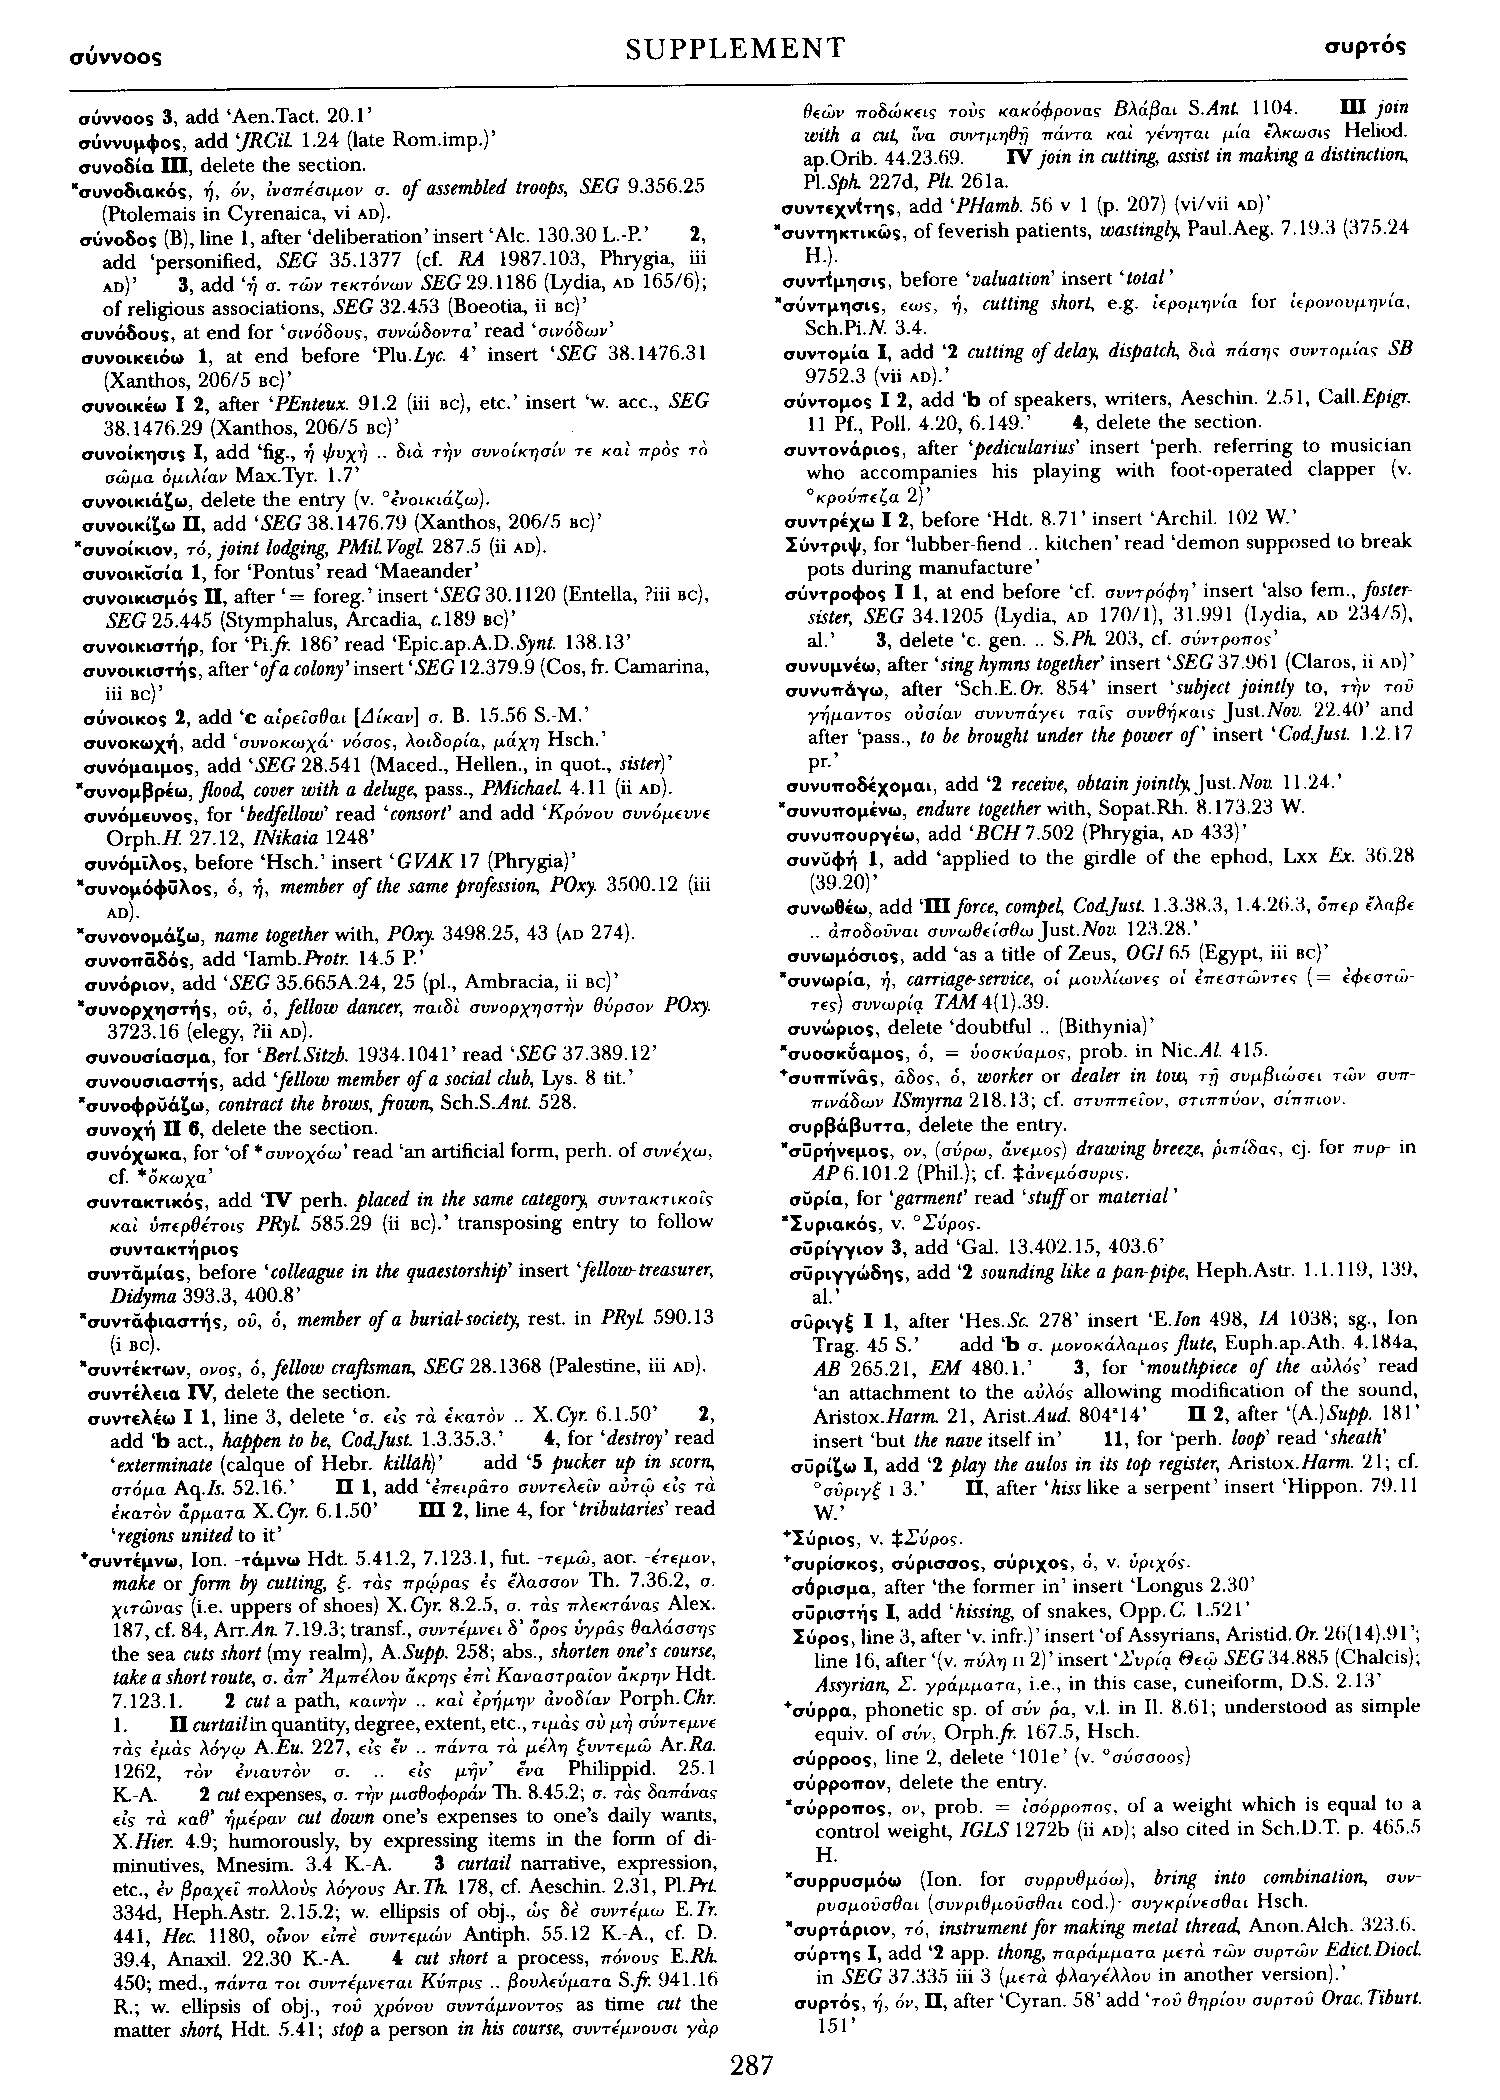 σύννοος
SUPPLEMENT
συρτός
σύννοος 3, add ‘Aen.Tact. 20.1’
σύννυμφος, add ‘JRCiL 1.24 (late Rom.imp.)’
συνοδία III, delete the section.
*συνοδιακός, ή, όν, ἰνσπέσιμον σ. of assembled troops, SEG 9.356.25
(Ptolemais in Cyrenaica, vi AD).
σύνοδος (B), line 1, after ‘deliberation’ insert ‘Alc. 130.30 L.-P.’ 2,
add ‘personified, SEG 35.1377 (cf. RA 1987.103, Phrygia, iii
AD)’ 3, add ‘ἡ σ. τῶν τεκτόνων SEG 29.1186 (Lydia, AD 165/6);
of religious associations, SEG 32.453 (Boeotia, ii BC)’
συνόδους, at end for ‘σινόδους, συνώδοντα’ read ‘σινόδων’
συνοικειόω 1, at end before ‘Plu.Lyc. 4’ insert ‘SEG 38.1476.31
(Xanthos, 206/5 BC)’
συνοικέω I 2, after ‘PEnteux. 91.2 (iii BC), etc.’ insert ‘w. acc., SEG
38.1476.29 (Xanthos, 206/5 BC)’
συνοίκησις I, add ‘fig., ἡ ψυχὴ .. διὰ τὴν συνοίκησίν τε καὶ πρὸς τὸ
σῶμα ὁμιλίαν Max.Tyr. 1.7’
συνοικιάζω, delete the entry (v. °ἐνοικιάζω).
συνοικίζω II, add ‘SEG 38.1476.79 (Xanthos, 206/5 BC)’
*συνοίκιον, τό, joint lodging, PMil.Vogl. 287.5 (ii AD).
συνοικῐσία 1, for ‘Pontus’ read ‘Maeander’
συνοικισμός II, after ‘= foreg.’ insert ‘SEG 30.1120 (Entella, ?iii BC),
SEG 25.445 (Stymphalus, Arcadia, c.189 BC)’
συνοικιστήρ, for ‘Pi.fr. 186’ read ‘Epic.ap.A.D.Synt. 138.13’
συνοικιστής, after ‘of a colony’ insert ‘SEG 12.379.9 (Cos, fr. Camarina,
iii BC)’
σύνοικος 2, add ‘c αἱρεῖσθαι [Δίκαν] σ. B. 15.56 S.-M.’
συνοκωχή, add ‘συνοκωχά· νόσος, λοιδορία, μάχη Hsch.’
συνόμαιμος, add ‘SEG 28.541 (Maced., Hellen., in quot., sister)’
*συνομβρέω, flood, cover with a deluge, pass., PMichael. 4.11 (ii AD).
συνόμευνος, for ‘bedfellow’ read ‘consort’ and add ‘Κρόνου συνόμευνε
Orph.H. 27.12, INikaia 1248’
συνόμῑλος, before ‘Hsch.’ insert ‘GVAK 17 (Phrygia)’
*συνομόφῡλος, ὁ, ἡ, member of the same profession, POxy. 3500.12 (iii
AD).
*συνονομάζω, name together with, POxy. 3498.25, 43 (AD 274).
συνοπᾱδός, add ‘Iamb.Protr. 14.5 P.’
συνόριον, add ‘SEG 35.665A.24, 25 (pl., Ambracia, ii BC)’
*συνορχηστής, οῦ, ὁ, fellow dancer, παιδὶ συνορχηστὴν θύρσον POxy.
3723.16 (elegy, ?ii AD).
συνουσίασμα, for ‘Berl.Sitzb. 1934.1041’ read ‘SEG 37.389.12’
συνουσιαστής, add ‘fellow member of a social club, Lys. 8 tit.’
*συνοφρῠάζω, contract the brows, frown, Sch.S.Ant. 528.
συνοχή II 6, delete the section.
συνόχωκα, for ‘of *συνοχόω’ read ‘an artificial form, perh. of συνέχω,
cf. *ὄκωχα’
συντακτικός, add ‘IV perh. placed in the same category, συντακτικοῖς
καὶ ὑπερθέτοις PRyl. 585.29 (ii BC).’ transposing entry to follow
συντακτήριος
συντᾰμίας, before ‘colleague in the quaestorship’ insert ‘fellow-treasurer,
Didyma 393.3, 400.8’
*συντᾰφιαστής, οῦ, ὁ, member of a burial-society, rest. in PRyl. 590.13
(i BC).
*συντέκτων, ονος, ὁ, fellow craftsman, SEG 28.1368 (Palestine, iii AD).
συντέλεια IV, delete the section.
συντελέω I 1, line 3, delete ‘σ. εἰς τὰ ἑκατὸν .. X.Cyr. 6.1.50’ 2,
add ‘b act., happen to be, Cod.Just. 1.3.35.3.’ 4, for ‘destroy’ read
‘exterminate (calque of Hebr. killāh)’ add ‘5 pucker up in scorn,
στόμα Aq.Is. 52.16.’ II 1, add ‘ἐπειρᾶτο συντελεῖν αὐτῷ εἰς τὰ
ἑκατὸν ἅρματα X.Cyr. 6.1.50’ III 2, line 4, for ‘tributaries’ read
‘regions united to it’
+συντέμνω, Ion. -τάμνω Hdt. 5.41.2, 7.123.1, fut. -τεμῶ, aor. -έτεμον,
make or form by cutting, ξ. τὰς πρῴρας ἐς ἔλασσον Th. 7.36.2, σ.
χιτῶνας (i.e. uppers of shoes) X.Cyr. 8.2.5, σ. τὰς πλεκτάνας Alex.
187, cf. 84, Arr.An. 7.19.3; transf., συντέμνει δ’ ὅρος ὑγρᾶς θαλάσσης
the sea cuts short (my realm), A.Supp. 258; abs., shorten one’s course,
take a short route, σ. ἀπ’ Ἀμπέλου ἄκρης ἐπὶ Καναστραῖον ἄκρην Hdt.
7.123.1. 2 cut a path, καινὴν .. καὶ ἐρήμην ἀνοδίαν Porph.Chr.
1. II curtail in quantity, degree, extent, etc., τιμὰς σὺ μὴ σύντεμνε
τὰς ἐμὰς λόγῳ A.Eu. 227, εἰς ἓν .. πάντα τὰ μέλη ξυντεμῶ Ar.Ra.
1262, τὸν ἐνιαυτὸν σ. .. εἰς μῆν’ ἕνα Philippid. 25.1
K.-A. 2 cut expenses, σ. τὴν μισθοφοράν Th. 8.45.2; σ. τὰς δαπάνας
εἰς τὰ καθ’ ἡμέραν cut down one’s expenses to one’s daily wants,
X.Hier. 4.9; humorously, by expressing items in the form of di-
minutives, Mnesim. 3.4 K.-A. 3 curtail narrative, expression,
etc., ἐν βραχεῖ πολλοὺς λόγους Ar.Th. 178, cf. Aeschin. 2.31, Pl.Prt.
334d, Heph.Astr. 2.15.2; w. ellipsis of obj., ὡς δὲ συντέμω E.Tr.
441, Hec. 1180, οἶνον εἰπὲ συντεμών Antiph. 55.12 K.-A., cf. D.
39.4, Anaxil. 22.30 K.-A. 4 cut short a process, πόνους E.Rh.
450; med., πάντα τοι συντέμνεται Κύπρις .. βουλεύματα S.fr. 941.16
R.; w. ellipsis of obj., τοῦ χρόνου συντάμνοντος as time cut the
matter short, Hdt. 5.41; stop a person in his course, συντέμνουσι γὰρ
θεῶν ποδώκεις τοὺς κακόφρονας Βλάβαι S.Ant. 1104. III join
with a cut, ἵνα συντμηθῇ πάντα καὶ γένηται μία ἕλκωσις Heliod.
ap.Orib. 44.23.69. IV join in cutting, assist in making a distinction,
Pl.Sph. 227d, Plt. 261a.
συντεχνίτης, add ‘PHamb. 56 v 1 (p. 207) (vi/vii AD)’
*συντηκτικῶς, of feverish patients, wastingly, Paul.Aeg. 7.19.3 (375.24
H.).
συντίμησις, before ‘valuation’ insert ‘total’
*σύντμησις, εως, ἡ, cutting short, e.g. ἱερομηνία for ἱερονουμηνία,
Sch.Pi.N. 3.4.
συντομία I, add ‘2 cutting of delay, dispatch, διὰ πάσης συντομίας SB
9752.3 (vii AD).’
σύντομος I 2, add ‘b of speakers, writers, Aeschin. 2.51, Call.Epigr.
11 Pf., Poll. 4.20, 6.149.’ 4, delete the section.
συντονάριος, after ‘pedicularius’ insert ‘perh. referring to musician
who accompanies his playing with foot-operated clapper (v.
°κρούπεζα 2)’
συντρέχω I 2, before ‘Hdt. 8.71’ insert ‘Archil. 102 W.’
Σύντριψ, for ‘lubber-fiend .. kitchen’ read ‘demon supposed to break
pots during manufacture’
σύντροφος I 1, at end before ‘cf. συντρόφη’ insert ‘also fem., foster-
sister, SEG 34.1205 (Lydia, AD 170/1), 31.991 (Lydia, AD 234/5),
al.’ 3, delete ‘c. gen. .. S.Ph. 203, cf. σύντροπος’
συνυμνέω, after ‘sing hymns together’ insert ‘SEG 37.961 (Claros, ii AD)’
συνυπάγω, after ‘Sch.E.Or. 854’ insert ‘subject jointly to, τὴν τοῦ
γήμαντος οὐσίαν συνυπάγει ταῖς συνθήκαις Just.Nov. 22.40’ and
after ‘pass., to be brought under the power of’ insert ‘Cod.Just. 1.2.17
pr.’
συνυποδέχομαι, add ‘2 receive, obtain jointly, Just.Nov. 11.24.’
*συνυπομένω, endure together with, Sopat.Rh. 8.173.23 W.
συνυπουργέω, add ‘BCH 7.502 (Phrygia, AD 433)’
συνῠφή 1, add ‘applied to the girdle of the ephod, Lxx Ex. 36.28
(39.20)’
συνωθέω, add ‘III force, compel, Cod.Just. 1.3.38.3, 1.4.26.3, ὅπερ ἔλαβε
.. ἀποδοῦναι συνωθείσθω Just.Nov. 123.28.’
συνωμόσιος, add ‘as a title of Zeus, OGI 65 (Egypt, iii BC)’
*συνωρία, ἡ, carriage-service, οἱ μουλίωνες οἱ ἐπεστῶντες (= ἐφεστῶ-
τες) συνωρίᾳ TAM 4(1).39.
συνώριος, delete ‘doubtful .. (Bithynia)’
*συοσκύαμος, ὁ, = ὑοσκύαμος, prob. in Nic.Al. 415.
+συππῐνᾶς, ᾶδος, ὁ, worker or dealer in tow, τῇ συμβιώσει τῶν συπ-
πινάδων ISmyrna 218.13; cf. στυππεῖον, στιππύον, σίππιον.
συρβάβυττα, delete the entry.
*σῡρήνεμος, ον, (σύρω, ἄνεμος) drawing breeze, ῥιπίδας, cj. for πυρ- in
AP 6.101.2 (Phil.); cf. ‡ἀνεμόσυρις.
σῠρία, for ‘garment’ read ‘stuff or material’
*Συριακός, v. °Σύρος.
σῡρίγγιον 3, add ‘Gal. 13.402.15, 403.6’
σῡριγγώδης, add ‘2 sounding like a pan-pipe, Heph.Astr. 1.1.119, 139,
al.’
σῦριγξ I 1, after ‘Hes.Sc. 278’ insert ‘E.Ion 498, IA 1038; sg., Ion
Trag. 45 S.’ add ‘b σ. μονοκάλαμος flute, Euph.ap.Ath. 4.184a,
AB 265.21, EM 480.1.’ 3, for ‘mouthpiece of the αὐλός’ read
‘an attachment to the αὐλός allowing modification of the sound,
Aristox.Harm. 21, Arist.Aud. 804ᵃ14’ II 2, after ‘(A.)Supp. 181’
insert ‘but the nave itself in’ 11, for ‘perh. loop’ read ‘sheath’
σῡρίζω I, add ‘2 play the aulos in its top register, Aristox.Harm. 21; cf.
°σῦριγξ I 3.’ II, after ‘hiss like a serpent’ insert ‘Hippon. 79.11
W.’
+Σύριος, v. ‡Σύρος.
+συρίσκος, σύρισσος, σύριχος, ὁ, v. ὑριχός.
σύρισμα, after ‘the former in’ insert ‘Longus 2.30’
σῡριστής I, add ‘hissing, of snakes, Opp.C. 1.521’
Σύρος, line 3, after ‘v. infr.)’ insert ‘of Assyrians, Aristid.Or. 26(14).91’;
line 16, after ‘(v. πύλη II 2)’ insert ‘Συρίᾳ Θεῷ SEG 34.885 (Chalcis);
Assyrian, Σ. γράμματα, i.e., in this case, cuneiform, D.S. 2.13’
+σύρρα, phonetic sp. of σύν ῥα, v.l. in Il. 8.61; understood as simple
equiv. of σύν, Orph.fr. 167.5, Hsch.
σύρροος, line 2, delete ‘101e’ (v. °σύσσοος)
σύρροπον, delete the entry.
*σύρροπος, ον, prob. = ἰσόρροπος, of a weight which is equal to a
control weight, IGLS 1272b (ii AD); also cited in Sch.D.T. p. 465.5
H.
*συρρυσμόω (Ion. for συρρυθμόω), bring into combination, συν-
ρυσμοῦσθαι (συνριθμοῦσθαι cod.)· συγκρίνεσθαι Hsch.
*συρτάριον, τό, instrument for making metal thread, Anon.Alch. 323.6.
σύρτης I, add ‘2 app. thong, παράμματα μετὰ τῶν συρτῶν Edict.Diocl.
in SEG 37.335 iii 3 (μετὰ φλαγέλλου in another version).’
συρτός, ή, όν, II, after ‘Cyran. 58’ add ‘τοῦ θηρίου συρτοῦ Orac.Tiburt.
151’
287